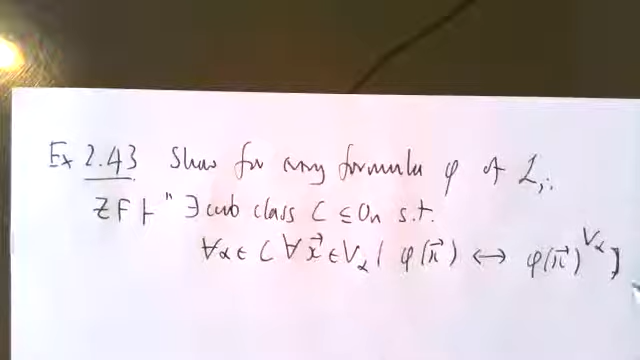 Ex 2.43 Show for any formula φ of L∴
ZF ⊢ " ∃ cub class C ⊆ On s.t.
∀α ∈ C ∀x⃗ ∈ Vα ( φ(x⃗) ↔ φ(x⃗)^Vα ]